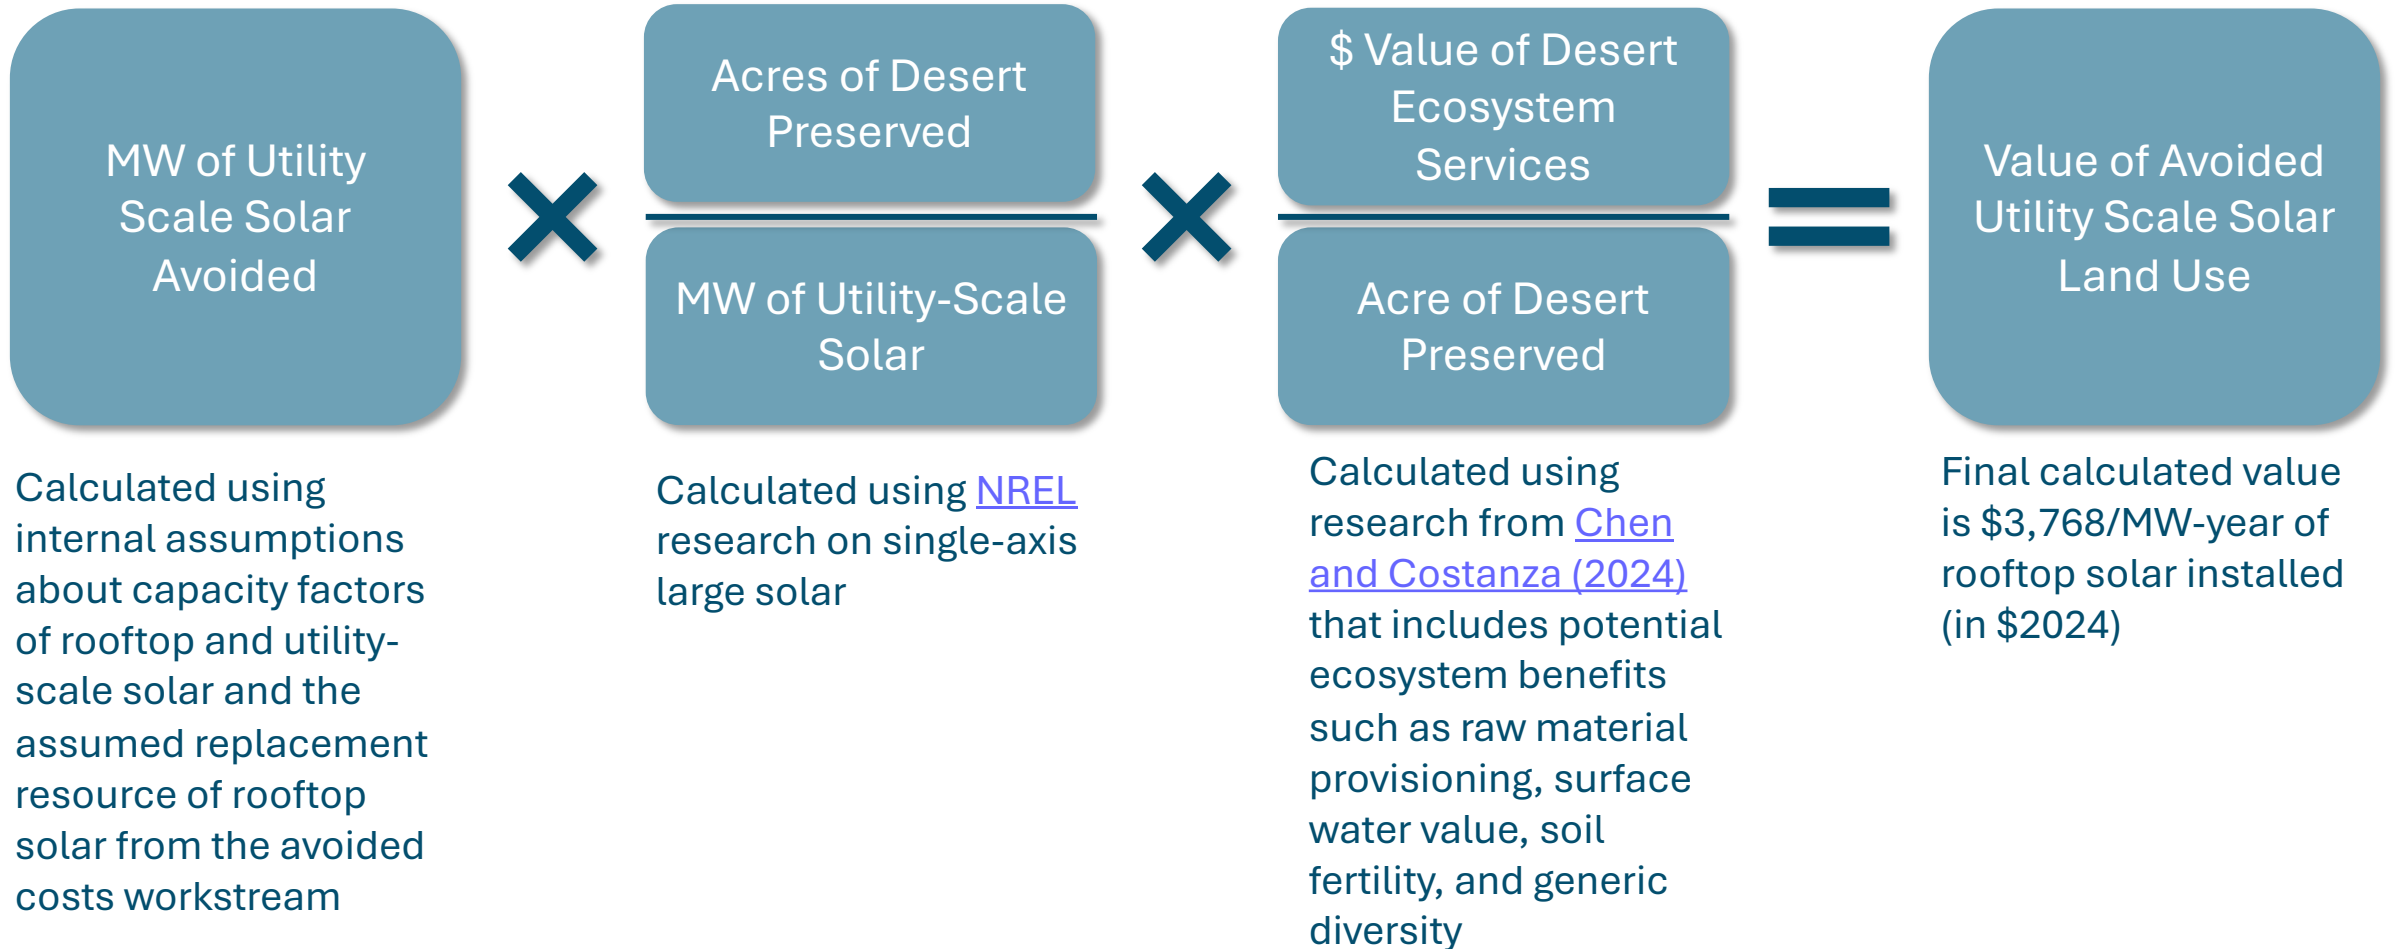 MW of Utility
Scale Solar
Avoided
Acres of Desert
Preserved
MW of Utility-Scale
Solar
$ Value of Desert
Ecosystem
Services
Acre of Desert
Preserved
Value of Avoided
Utility Scale Solar
Land Use
Calculated using
internal assumptions
about capacity factors
of rooftop and utility-
scale solar and the
assumed replacement
resource of rooftop
solar from the avoided
costs workstream
Calculated using NREL
research on single-axis
large solar
Calculated using
research from Chen
and Costanza (2024)
that includes potential
ecosystem benefits
such as raw material
provisioning, surface
water value, soil
fertility, and generic
diversity
Final calculated value
is $3,768/MW-year of
rooftop solar installed
(in $2024)